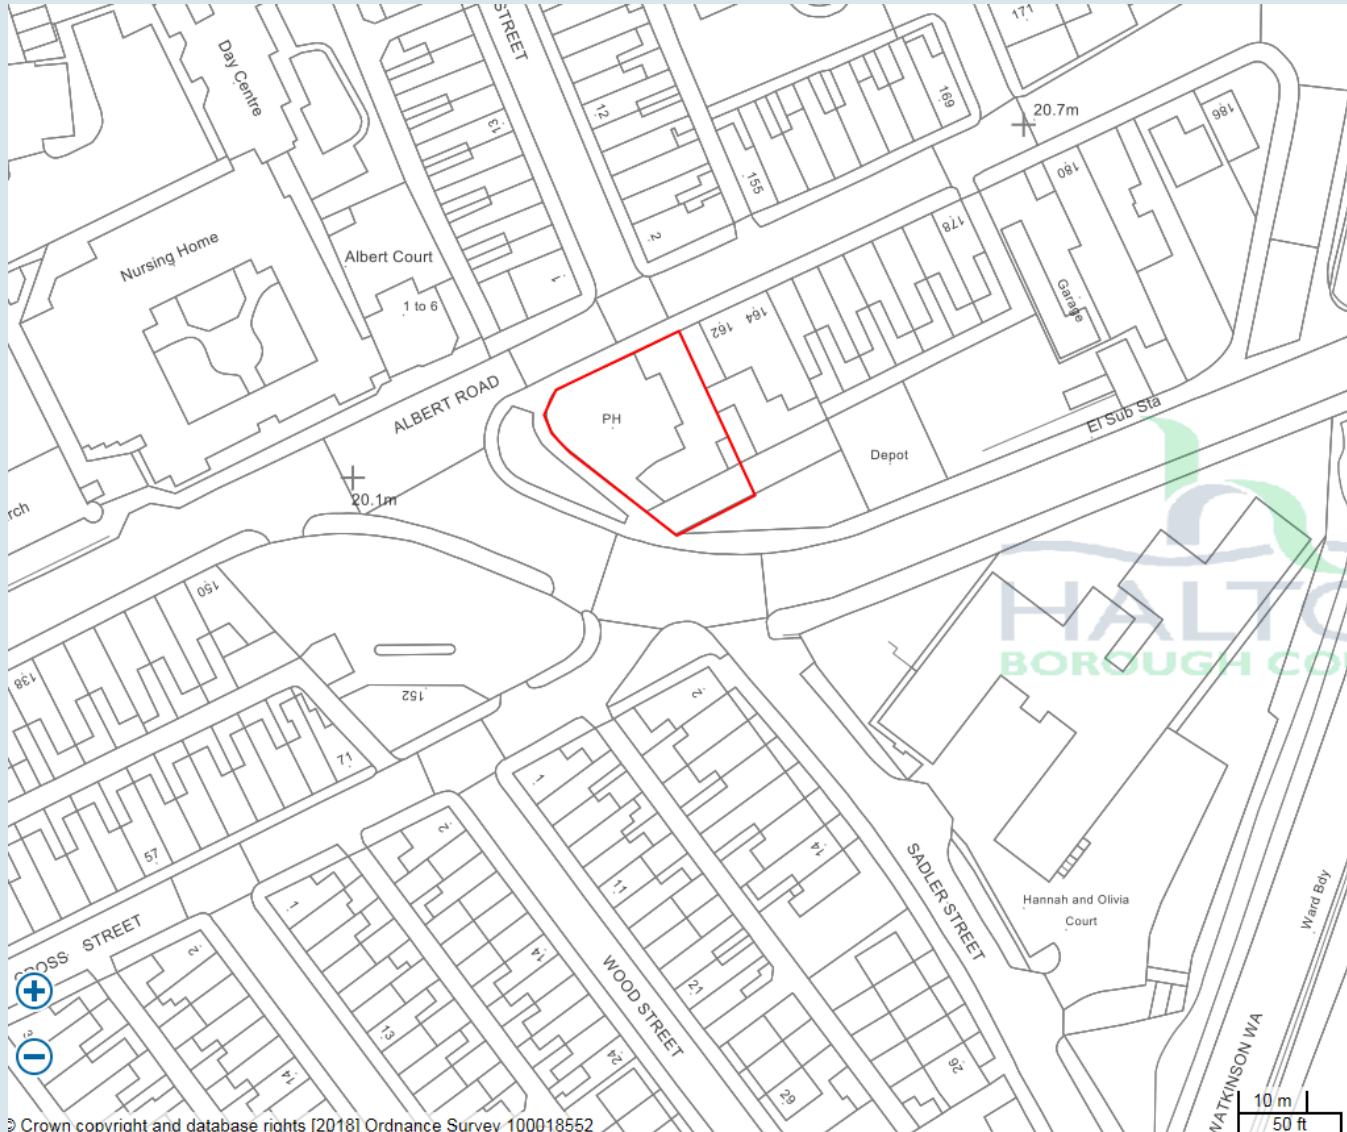 STREET
171
Day Centre
12
13
169
20.7m
186
155
180
2
178
Nursing Home
Albert Court
1
1 to 6
Garage
162
164
ALBERT ROAD
PH
El Sub Sta
Depot
20.1m
rch
HALTO
BOROUGH COU
150
138
152
2
71
1
57
2
14
11
SADLER STREET
Hannah and Olivia
Court
Ward Bdy
1
2
CROSS STREET
14
WOOD STREET
21
13
24
14
26
29
WATKINSON WA
10 m
50 ft
© Crown copyright and database rights [2018] Ordnance Survey 100018552